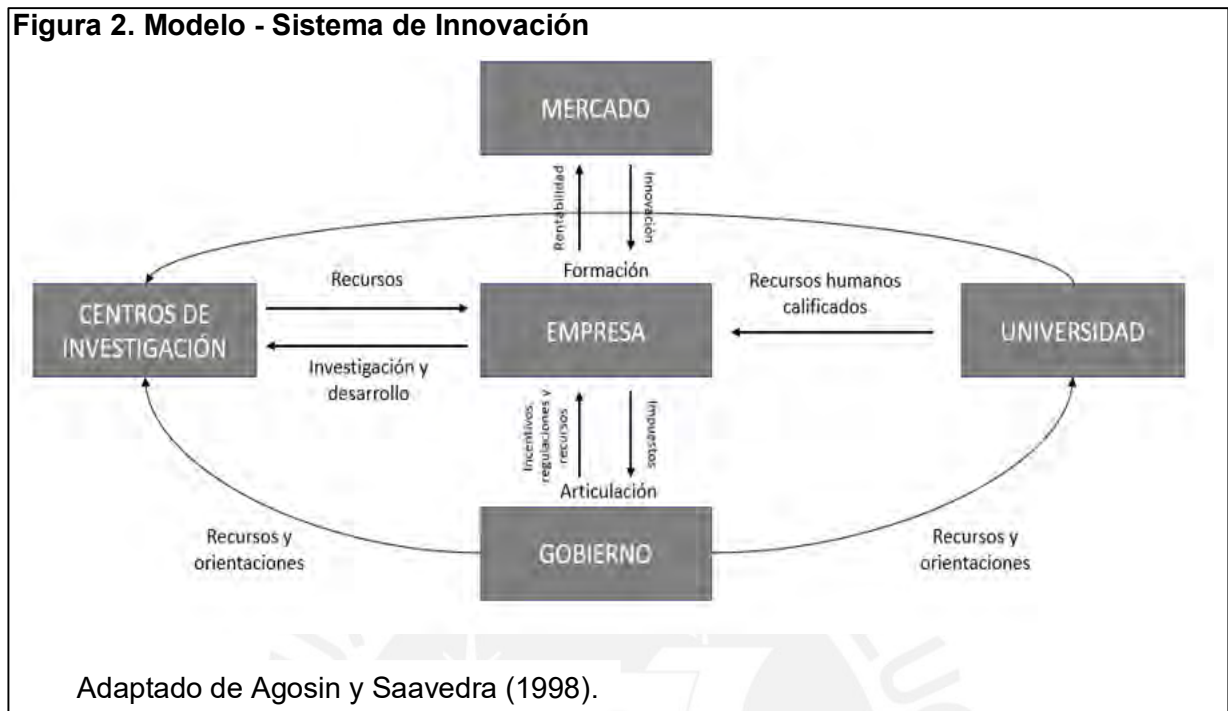 Figura 2. Modelo - Sistema de Innovación
MERCADO
Rentabilidad
Innovación
Formación
Recursos
Recursos humanos
calificados
CENTROS DE
INVESTIGACIÓN
EMPRESA
UNIVERSIDAD
Investigación y
desarrollo
Incentivos,
regulaciones y
recursos
Impuestos
Articulación
GOBIERNO
Recursos y
orientaciones
Recursos y
orientaciones
Adaptado de Agosin y Saavedra (1998).